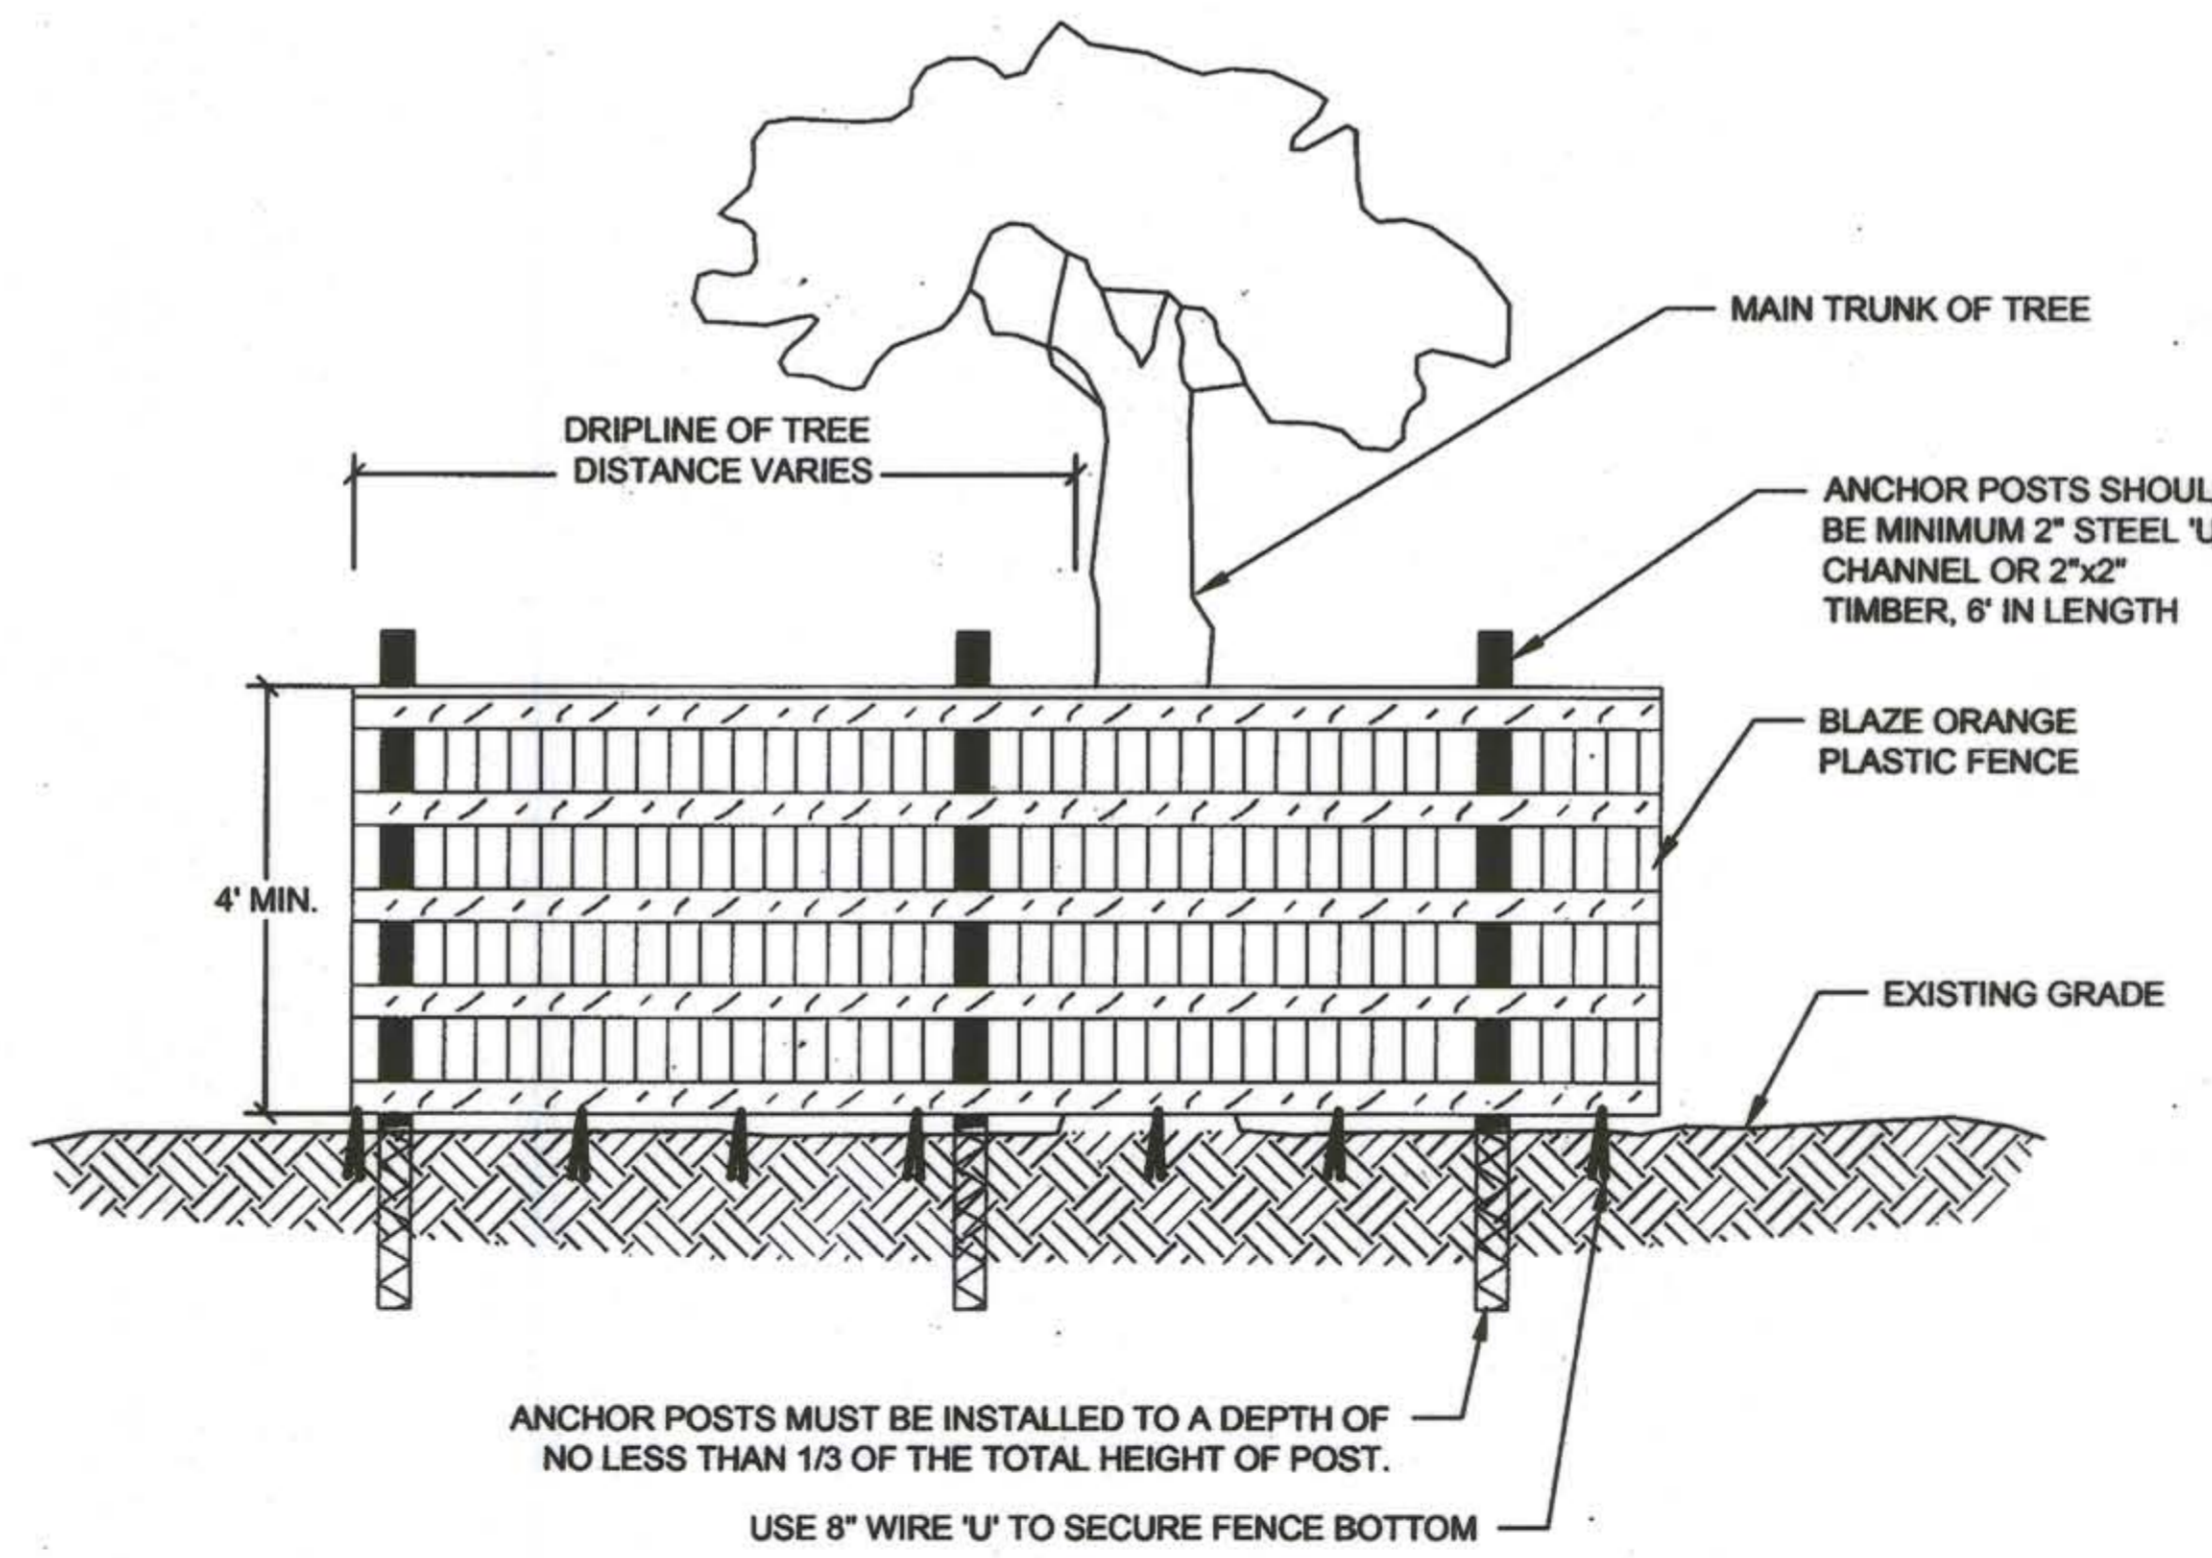 MAIN TRUNK OF TREE
DRIPLINE OF TREE
DISTANCE VARIES
ANCHOR POSTS SHOUL
BE MINIMUM 2" STEEL 'U
CHANNEL OR 2"x2"
TIMBER, 6' IN LENGTH
BLAZE ORANGE
PLASTIC FENCE
4' MIN.
EXISTING GRADE
ANCHOR POSTS MUST BE INSTALLED TO A DEPTH OF
NO LESS THAN 1/3 OF THE TOTAL HEIGHT OF POST.
USE 8" WIRE 'U' TO SECURE FENCE BOTTOM